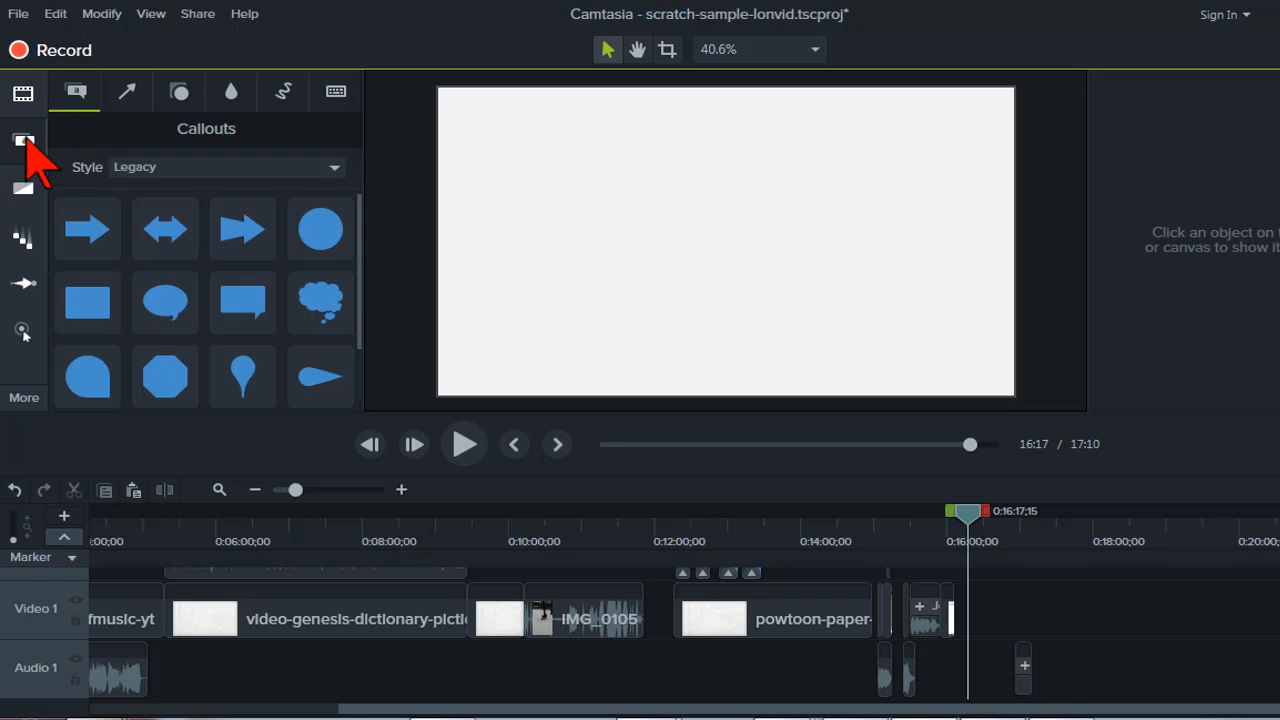 File Edit Modify View Share Help
Camtasia - scratch-sample-lonvid.tscproj*
Sign In
Record
40.6%
Callouts
Style Legacy
Click an object on
or canvas to show
More
16:17 / 17:10
0:16:17;15
:00;00 0:06:00;00 0:08:00;00 0:10:00;00 0:12:00;00 0:14:00;00 0:16:00;00 0:18:00;00 0:20:00
Marker
Video 1
fmusic-yt
video-genesis-dictionary-picti
IMG_0105
powtoon-paper-
Audio 1